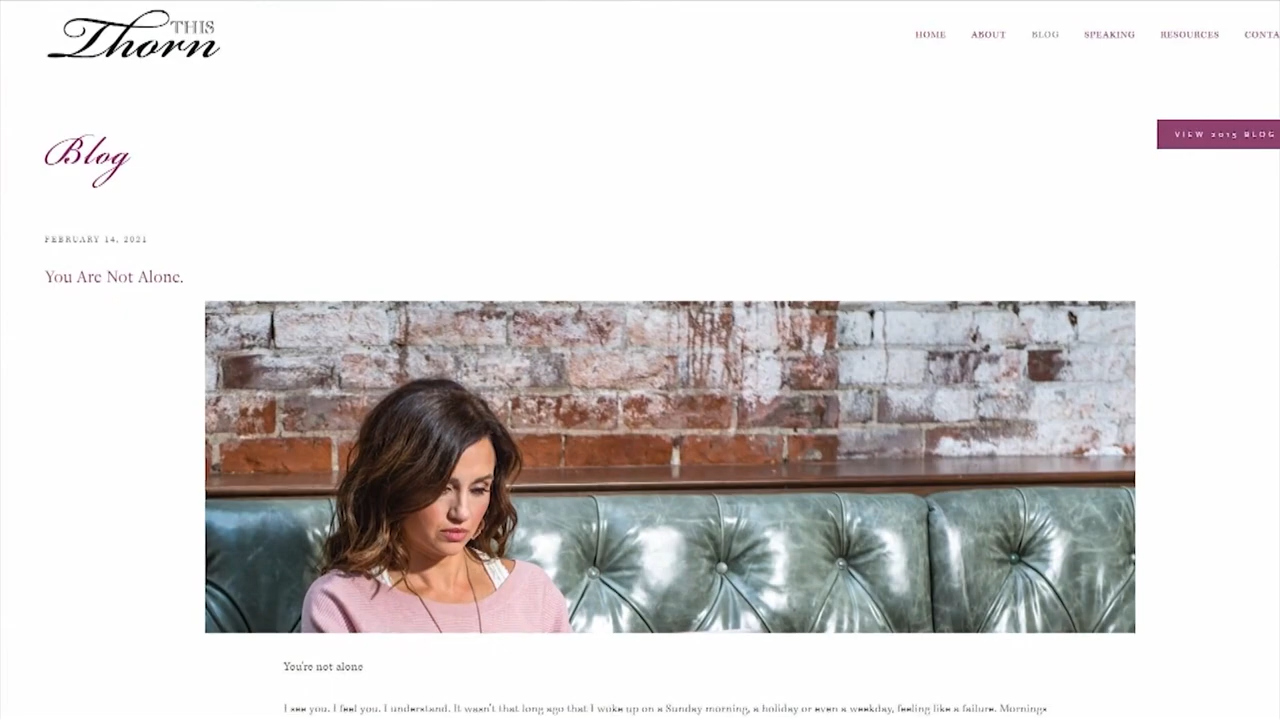 THIS
Thorn
HOME ABOUT BLOG SPEAKING RESOURCES CONTA
VIEW 2015 BLOG
Blog
FEBRUARY 14, 2021
You Are Not Alone.
You're not alone
I see you. I feel you. I understand. It wasn't that long ago that I woke up on a Sunday morning, a holiday or even a weekday, feeling like a failure. Mornings